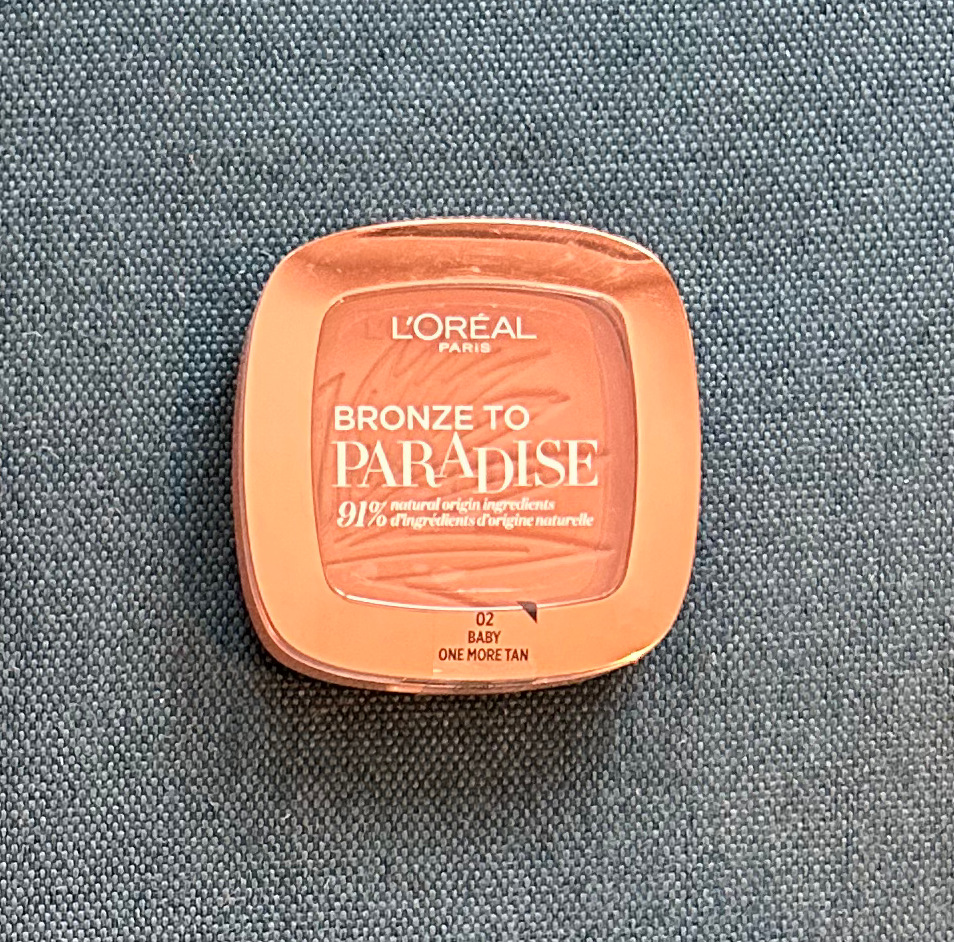 L'ORÉAL
PARIS
BRONZE TO
PARADISE
91% natural origin ingredients
d'ingrédients d'origine naturelle
02
BABY
ONE MORE TAN